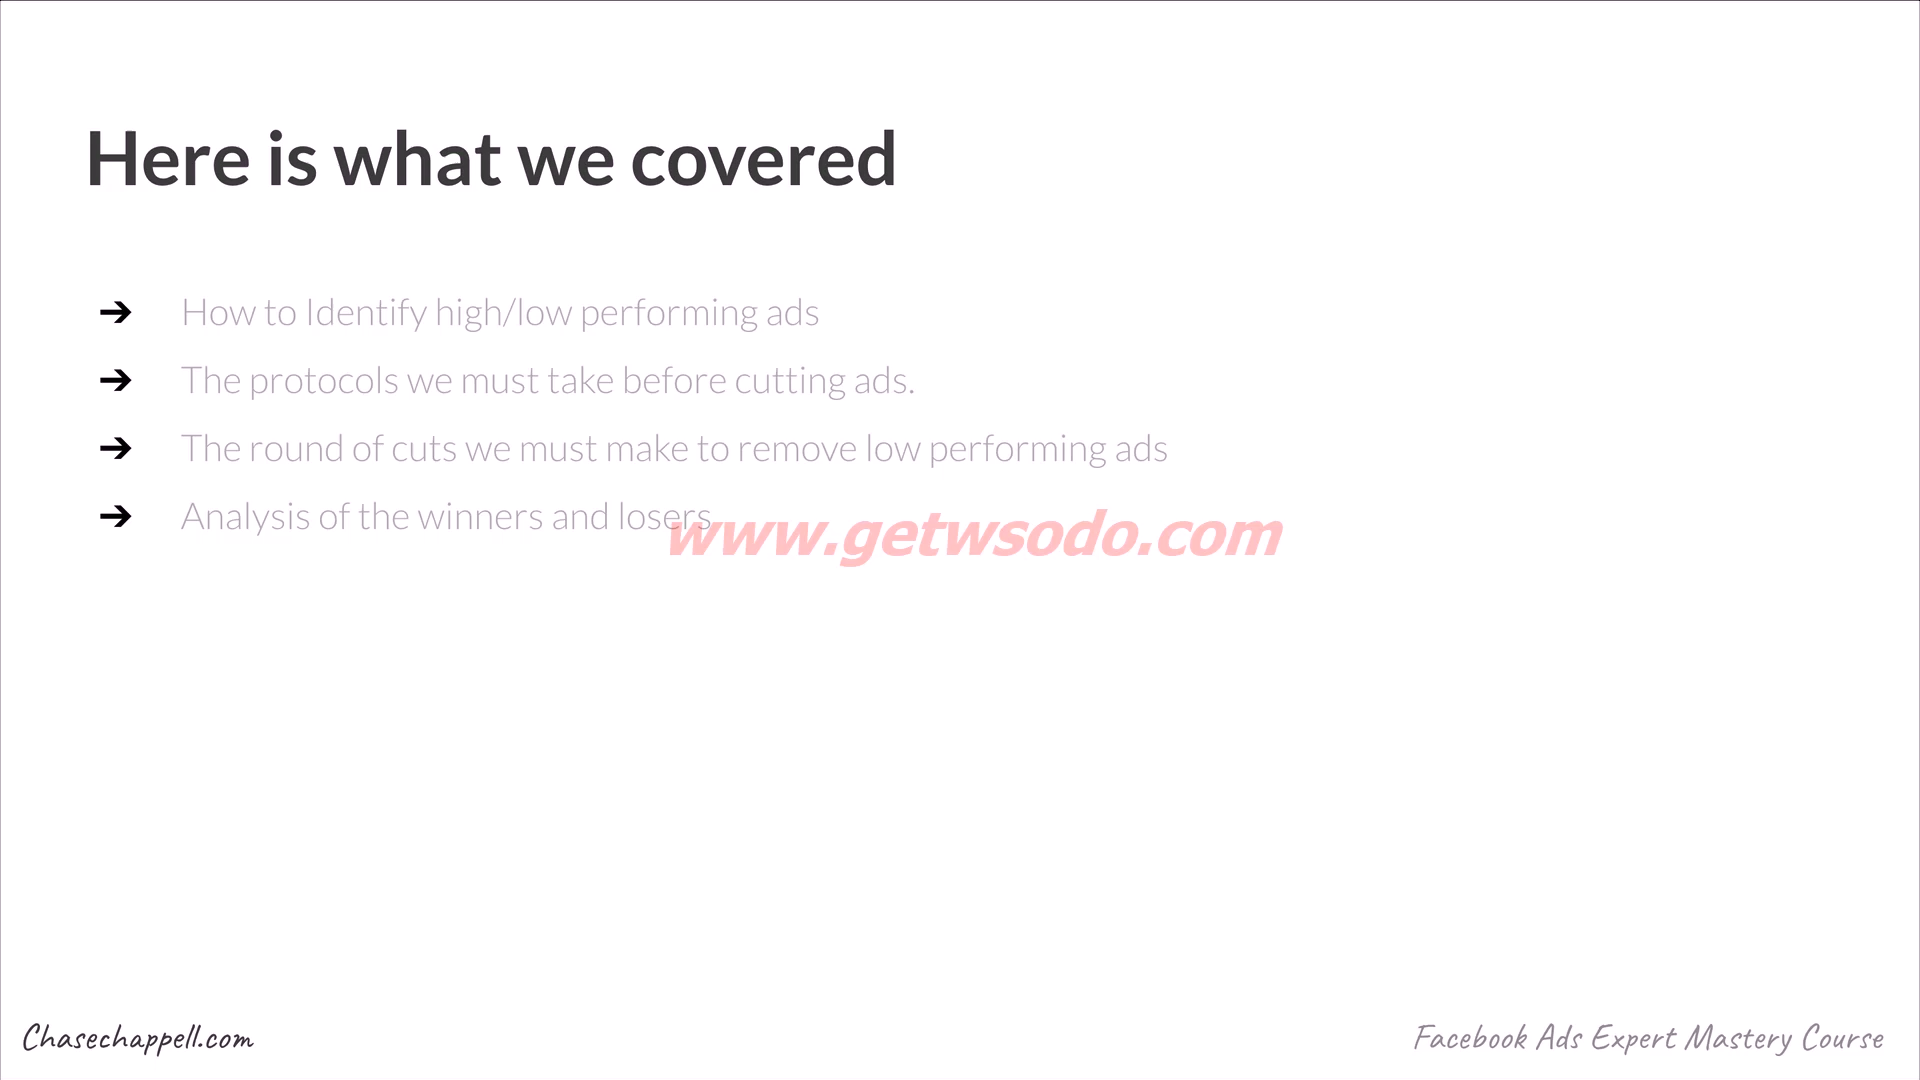 Here is what we covered
➔ How to Identify high/low performing ads
➔ The protocols we must take before cutting ads.
➔ The round of cuts we must make to remove low performing ads
➔ Analysis of the winners and losers
www.getwsodo.com
Chasechappell.com
Facebook Ads Expert Mastery Course